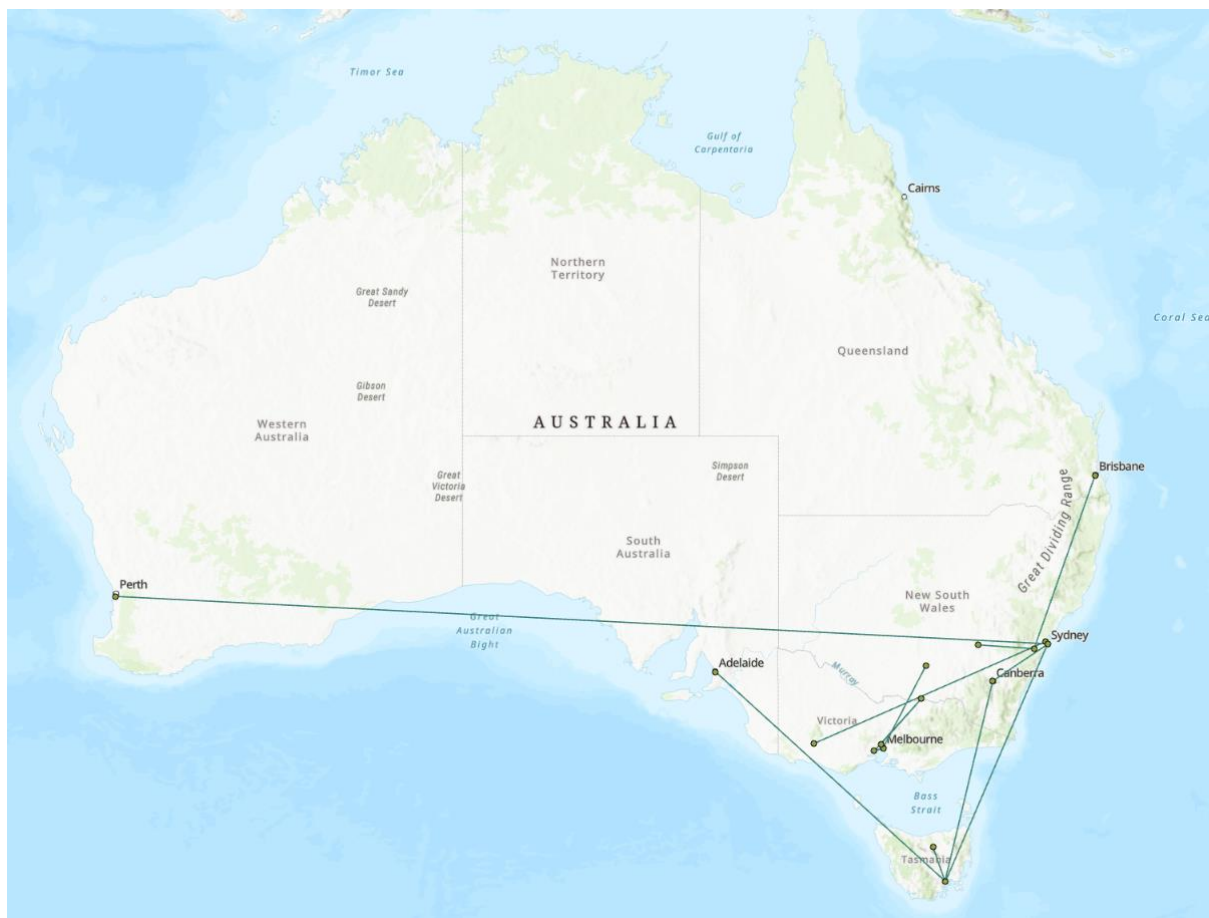 Timor Sea
Gulf of
Carpentaria
Cairns
Northern
Territory
Great Sandy
Desert
Coral Sea
Queensland
Gibson
Desert
Western
Australia
AUSTRALIA
Great
Victoria
Desert
Simpson
Desert
Brisbane
Great Dividing Range
South
Australia
Perth
New South
Wales
Great
Australian
Bight
Sydney
Adelaide
Murray
Canberra
Victoria
Melbourne
Bass
Strait
Tasmania